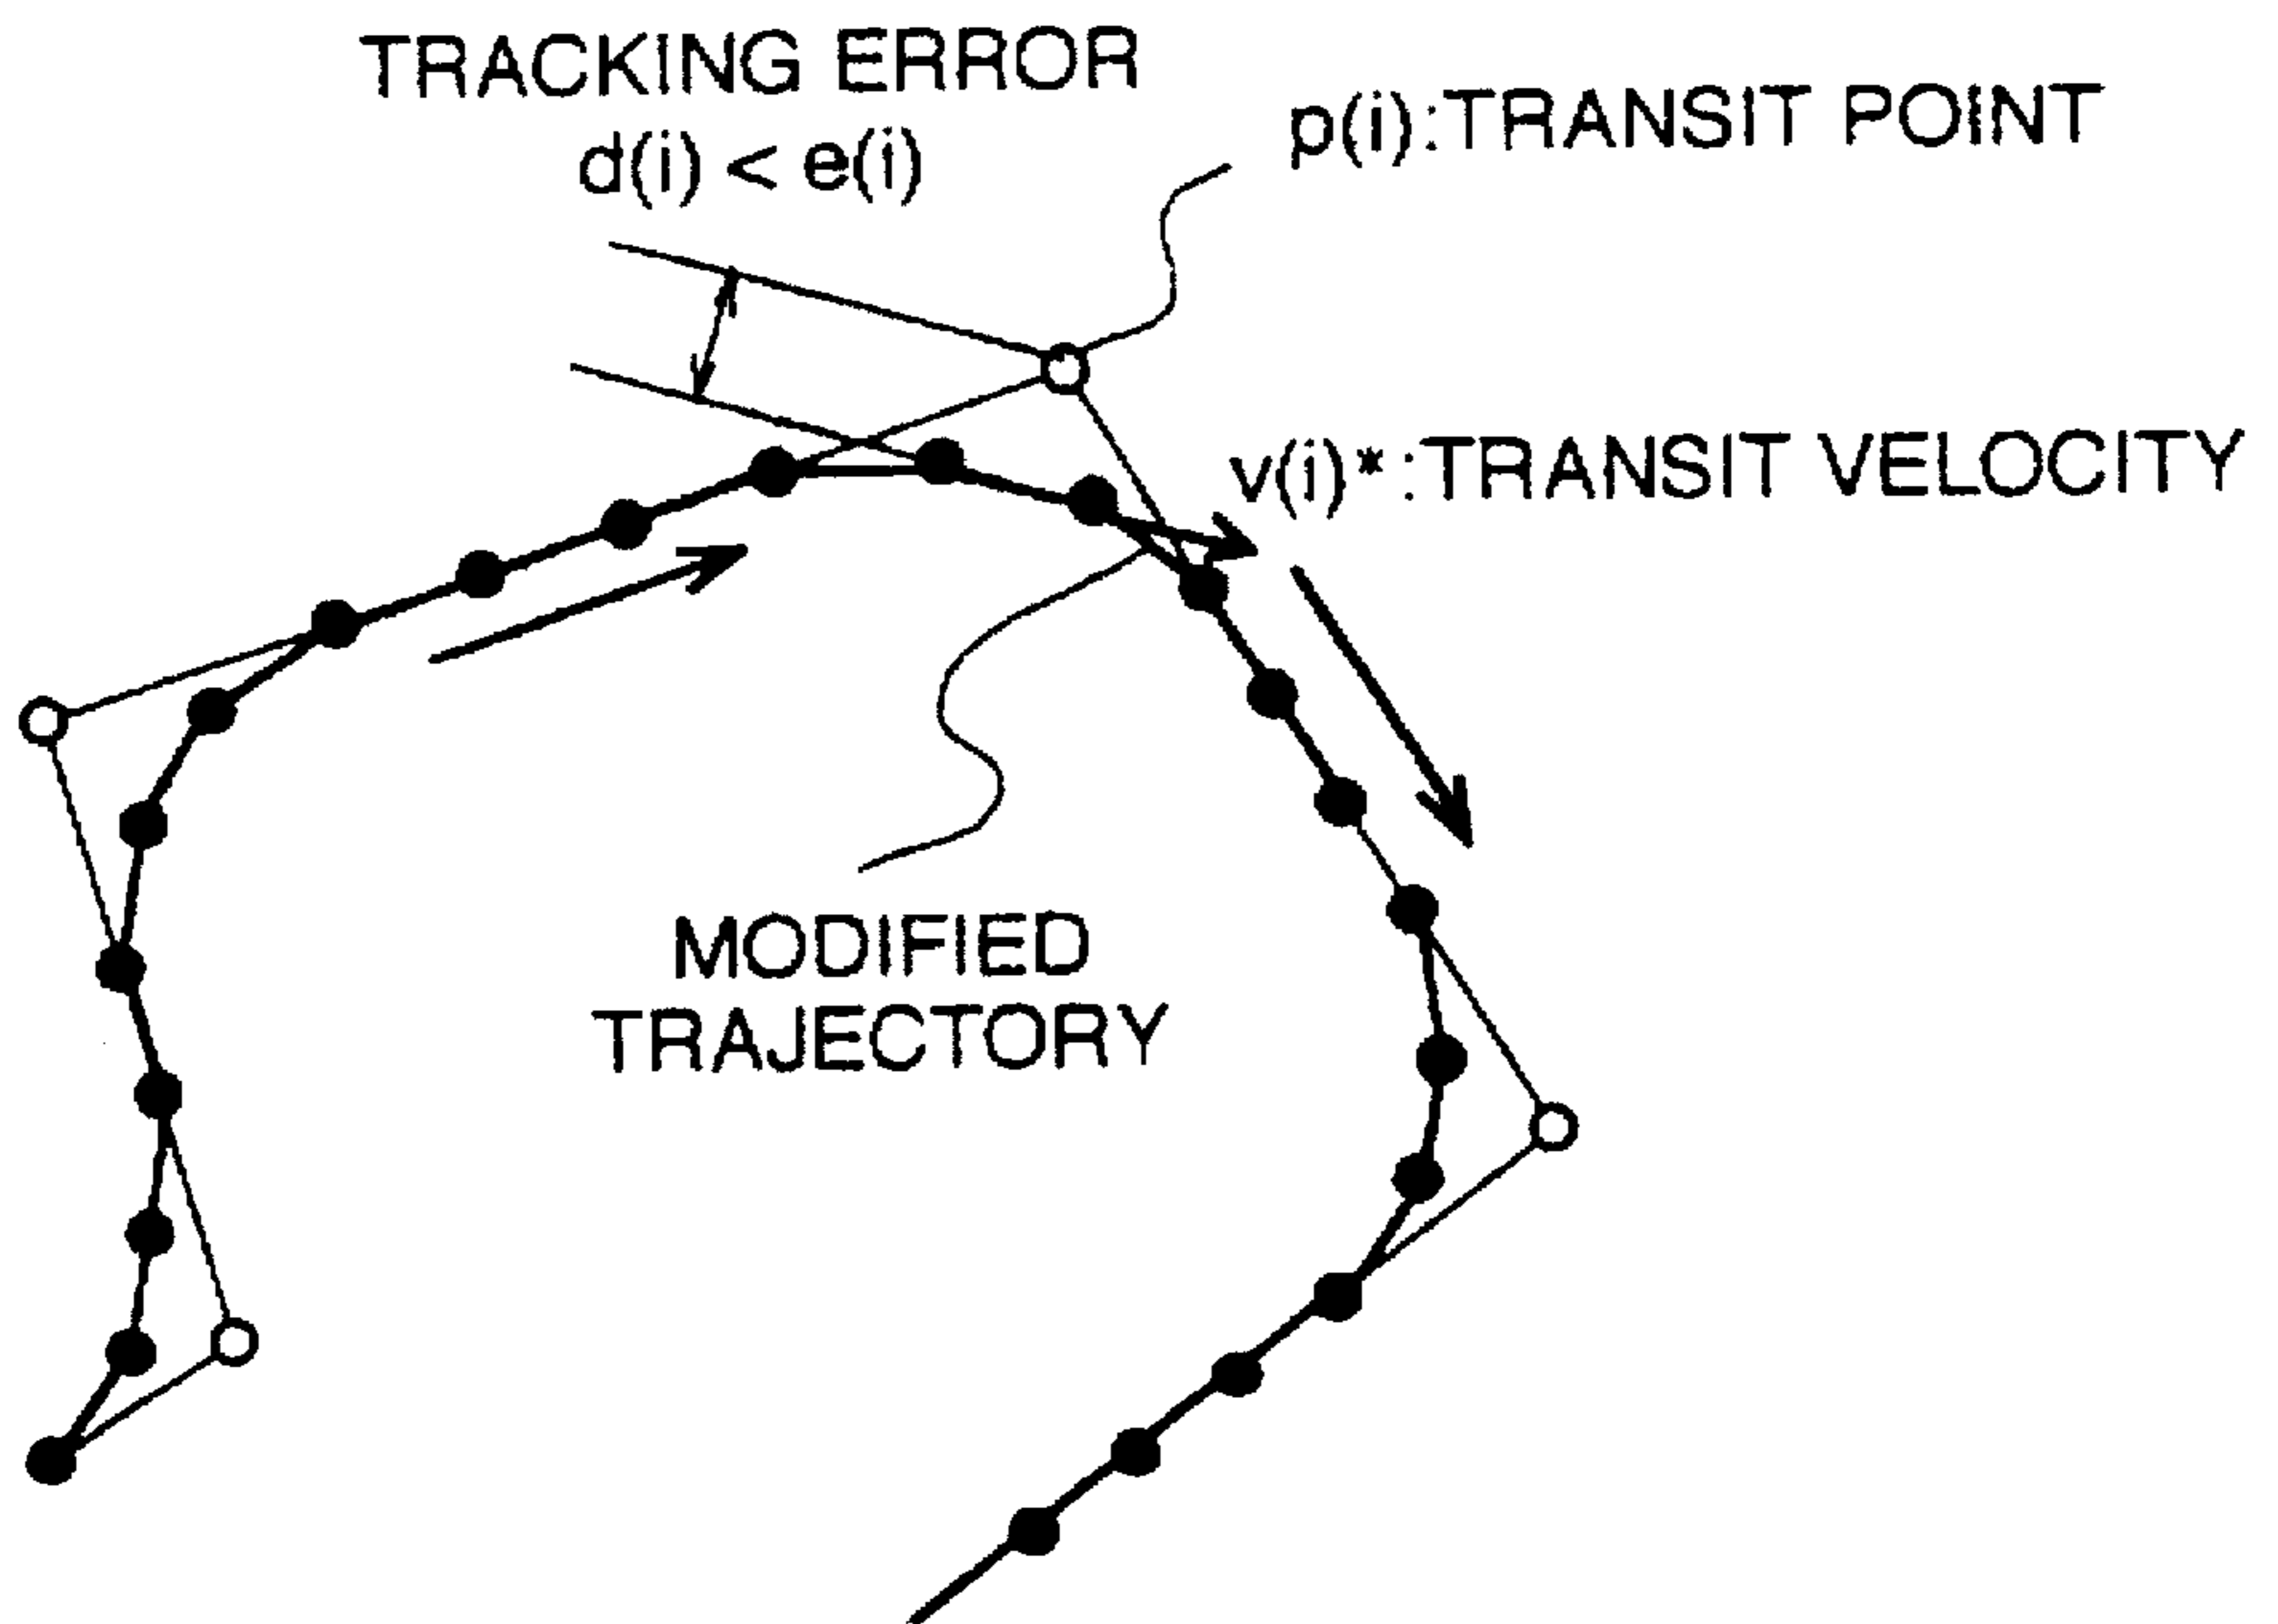 TRACKING ERROR
d(i) < e(i)
p(i):TRANSIT POINT
v(i)* :TRANSIT VELOCITY
MODIFIED
TRAJECTORY